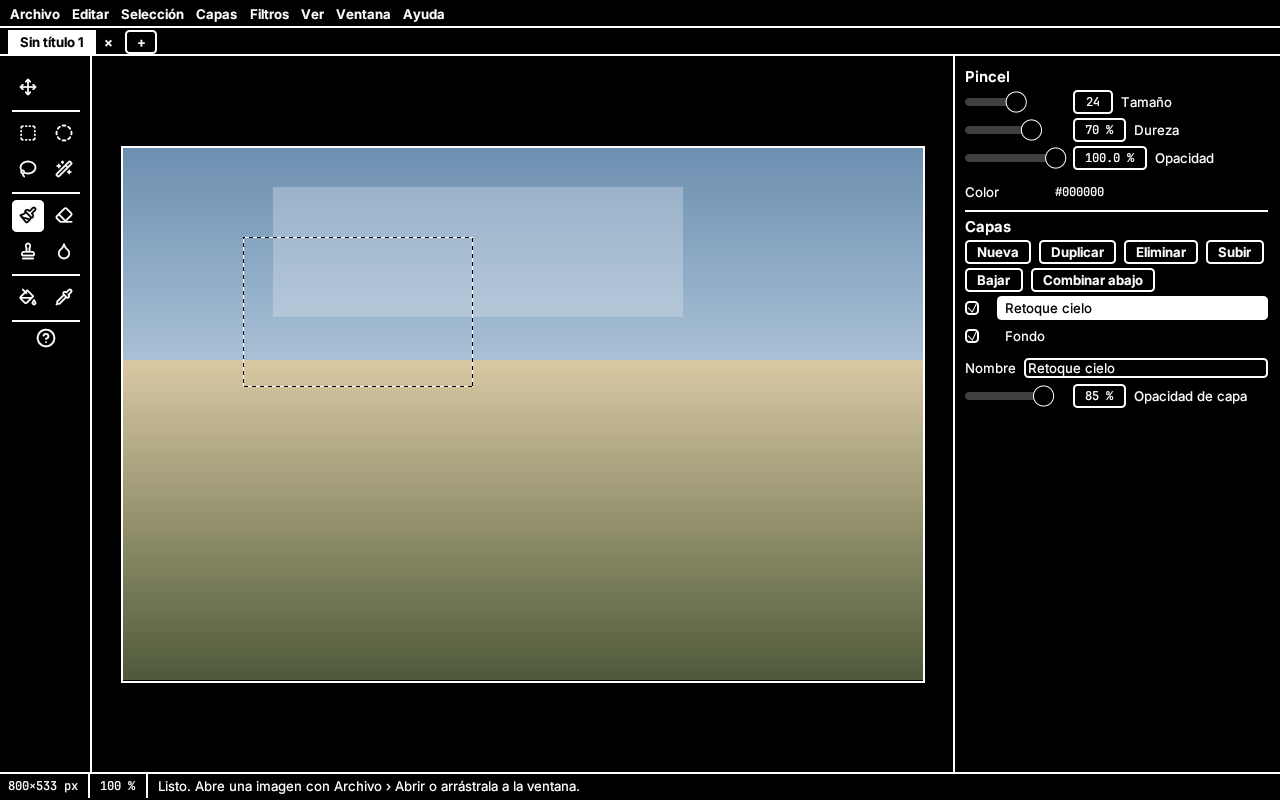 Archivo Editar Selección Capas Filtros Ver Ventana Ayuda
Sin título 1 × +
Pincel
24 Tamaño
70 % Dureza
100.0 % Opacidad
Color #000000
Capas
Nueva Duplicar Eliminar Subir
Bajar Combinar abajo
Retoque cielo
Fondo
Nombre Retoque cielo
85 % Opacidad de capa
800×533 px 100 % Listo. Abre una imagen con Archivo › Abrir o arrástrala a la ventana.